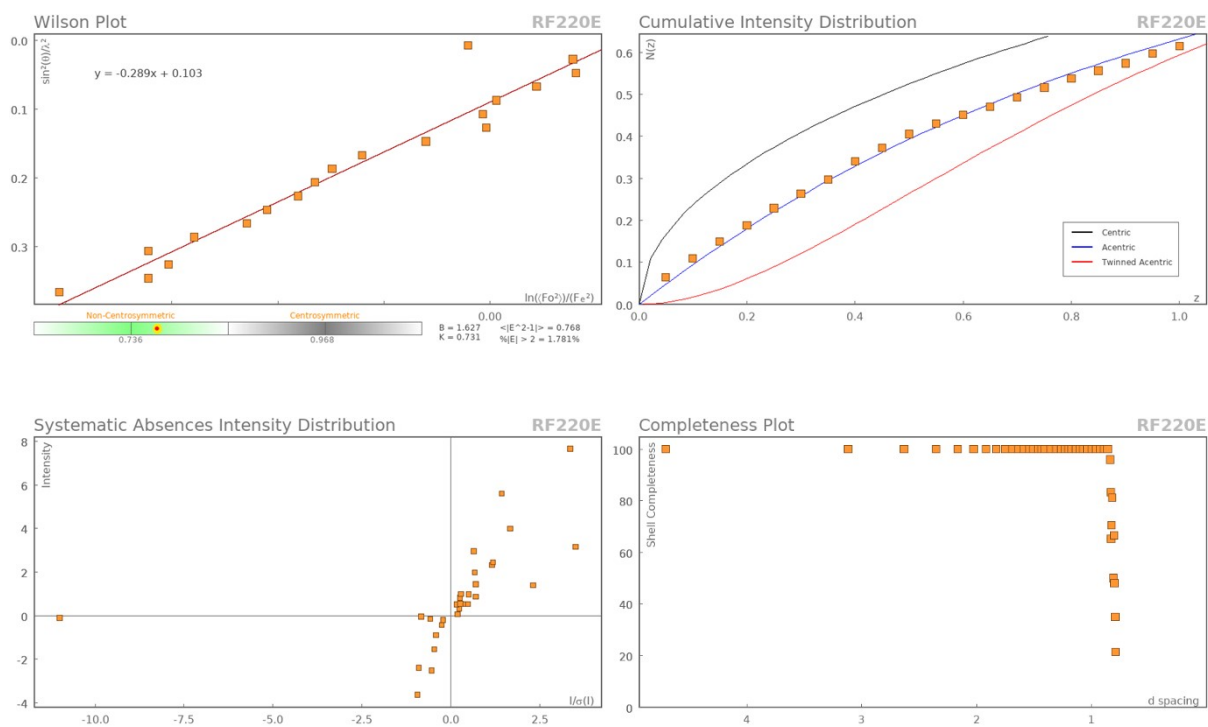 Wilson Plot RF220E
sin²(θ)/λ²
0.0
0.1
0.2
0.3
y = -0.289x + 0.103
0.00
ln(⟨Fo²⟩)/(Fe²)
Non-Centrosymmetric Centrosymmetric
0.736 0.968
B = 1.627 <|E^2-1|> = 0.768
K = 0.731 %|E| > 2 = 1.781%
Cumulative Intensity Distribution RF220E
N(z)
0.6
0.5
0.4
0.3
0.2
0.1
0.0
Centric
Acentric
Twinned Acentric
z
0.0 0.2 0.4 0.6 0.8 1.0
Systematic Absences Intensity Distribution RF220E
Intensity
8
6
4
2
0
-2
-4
I/σ(I)
-10.0 -7.5 -5.0 -2.5 0.0 2.5
Completeness Plot RF220E
Shell Completeness
100
80
60
40
20
0
d spacing
4 3 2 1